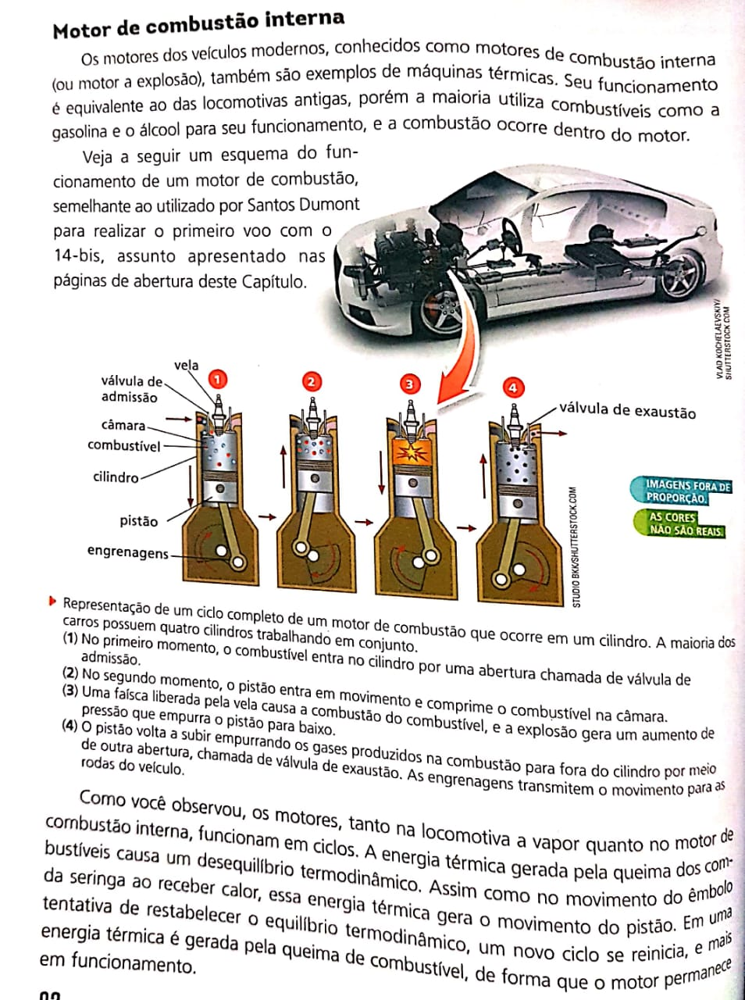 Motor de combustão interna
Os motores dos veículos modernos, conhecidos como motores de combustão interna
(ou motor a explosão), também são exemplos de máquinas térmicas. Seu funcionamento
é equivalente ao das locomotivas antigas, porém a maioria utiliza combustíveis como a
gasolina e o álcool para seu funcionamento, e a combustão ocorre dentro do motor.
Veja a seguir um esquema do fun-
cionamento de um motor de combustão,
semelhante ao utilizado por Santos Dumont
para realizar o primeiro voo com o
14-bis, assunto apresentado nas
páginas de abertura deste Capítulo.
VLAD KOCHELAEVSKIY/
SHUTTERSTOCK.COM
vela
válvula de
admissão
câmara
combustível
cilindro
pistão
engrenagens
1
2
3
4
válvula de exaustão
IMAGENS FORA DE
PROPORÇÃO.
AS CORES
NÃO SÃO REAIS.
STUDIO BKK/SHUTTERSTOCK.COM
Representação de um ciclo completo de um motor de combustão que ocorre em um cilindro. A maioria dos
carros possuem quatro cilindros trabalhando em conjunto.
(1) No primeiro momento, o combustível entra no cilindro por uma abertura chamada de válvula de
admissão.
(2) No segundo momento, o pistão entra em movimento e comprime o combustível na câmara.
(3) Uma faísca liberada pela vela causa a combustão do combustível, e a explosão gera um aumento de
pressão que empurra o pistão para baixo.
(4) O pistão volta a subir empurrando os gases produzidos na combustão para fora do cilindro por meio
de outra abertura, chamada de válvula de exaustão. As engrenagens transmitem o movimento para as
rodas do veículo.
Como você observou, os motores, tanto na locomotiva a vapor quanto no motor de
combustão interna, funcionam em ciclos. A energia térmica gerada pela queima dos com-
bustíveis causa um desequilíbrio termodinâmico. Assim como no movimento do êmbolo
da seringa ao receber calor, essa energia térmica gera o movimento do pistão. Em uma
tentativa de restabelecer o equilíbrio termodinâmico, um novo ciclo se reinicia, e mais
energia térmica é gerada pela queima de combustível, de forma que o motor permanece
em funcionamento.